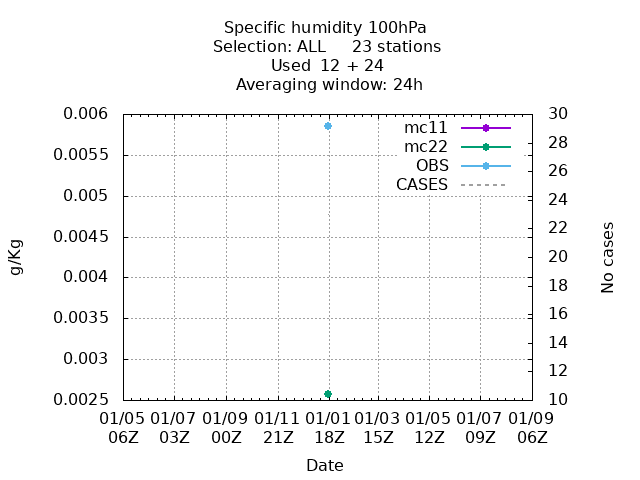 Specific humidity 100hPa
Selection: ALL     23 stations
Used  12 + 24
Averaging window: 24h
0.006
0.0055
0.005
0.0045
0.004
0.0035
0.003
0.0025
g/Kg
mc11
mc22
OBS
CASES
30
28
26
24
22
20
18
16
14
12
10
No cases
01/05 01/07 01/09 01/11 01/01 01/03 01/05 01/07 01/09
06Z 03Z 00Z 21Z 18Z 15Z 12Z 09Z 06Z
Date